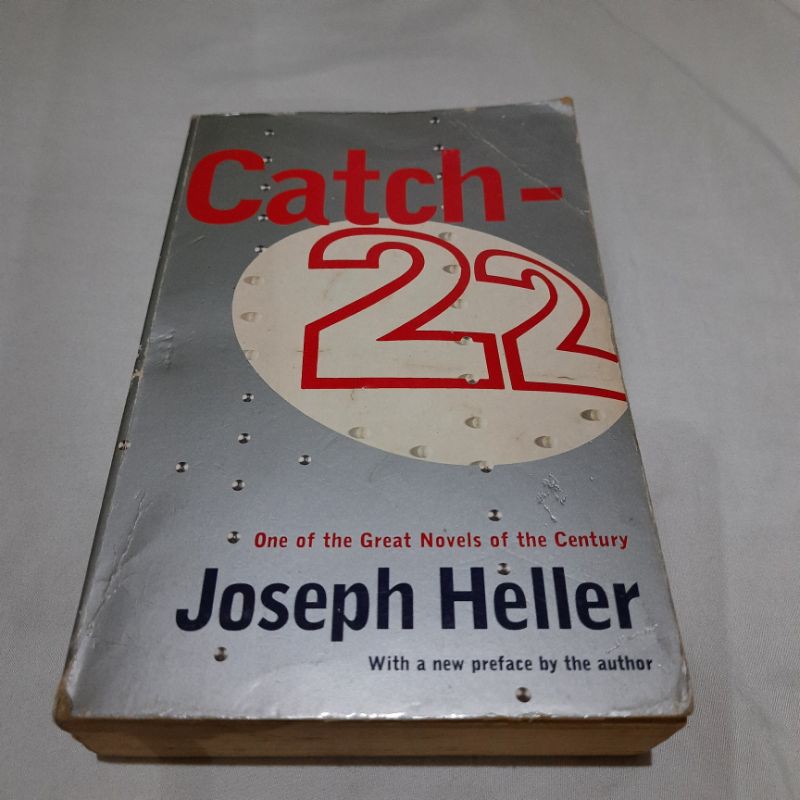 Catch-
22
One of the Great Novels of the Century
Joseph Heller
With a new preface by the author